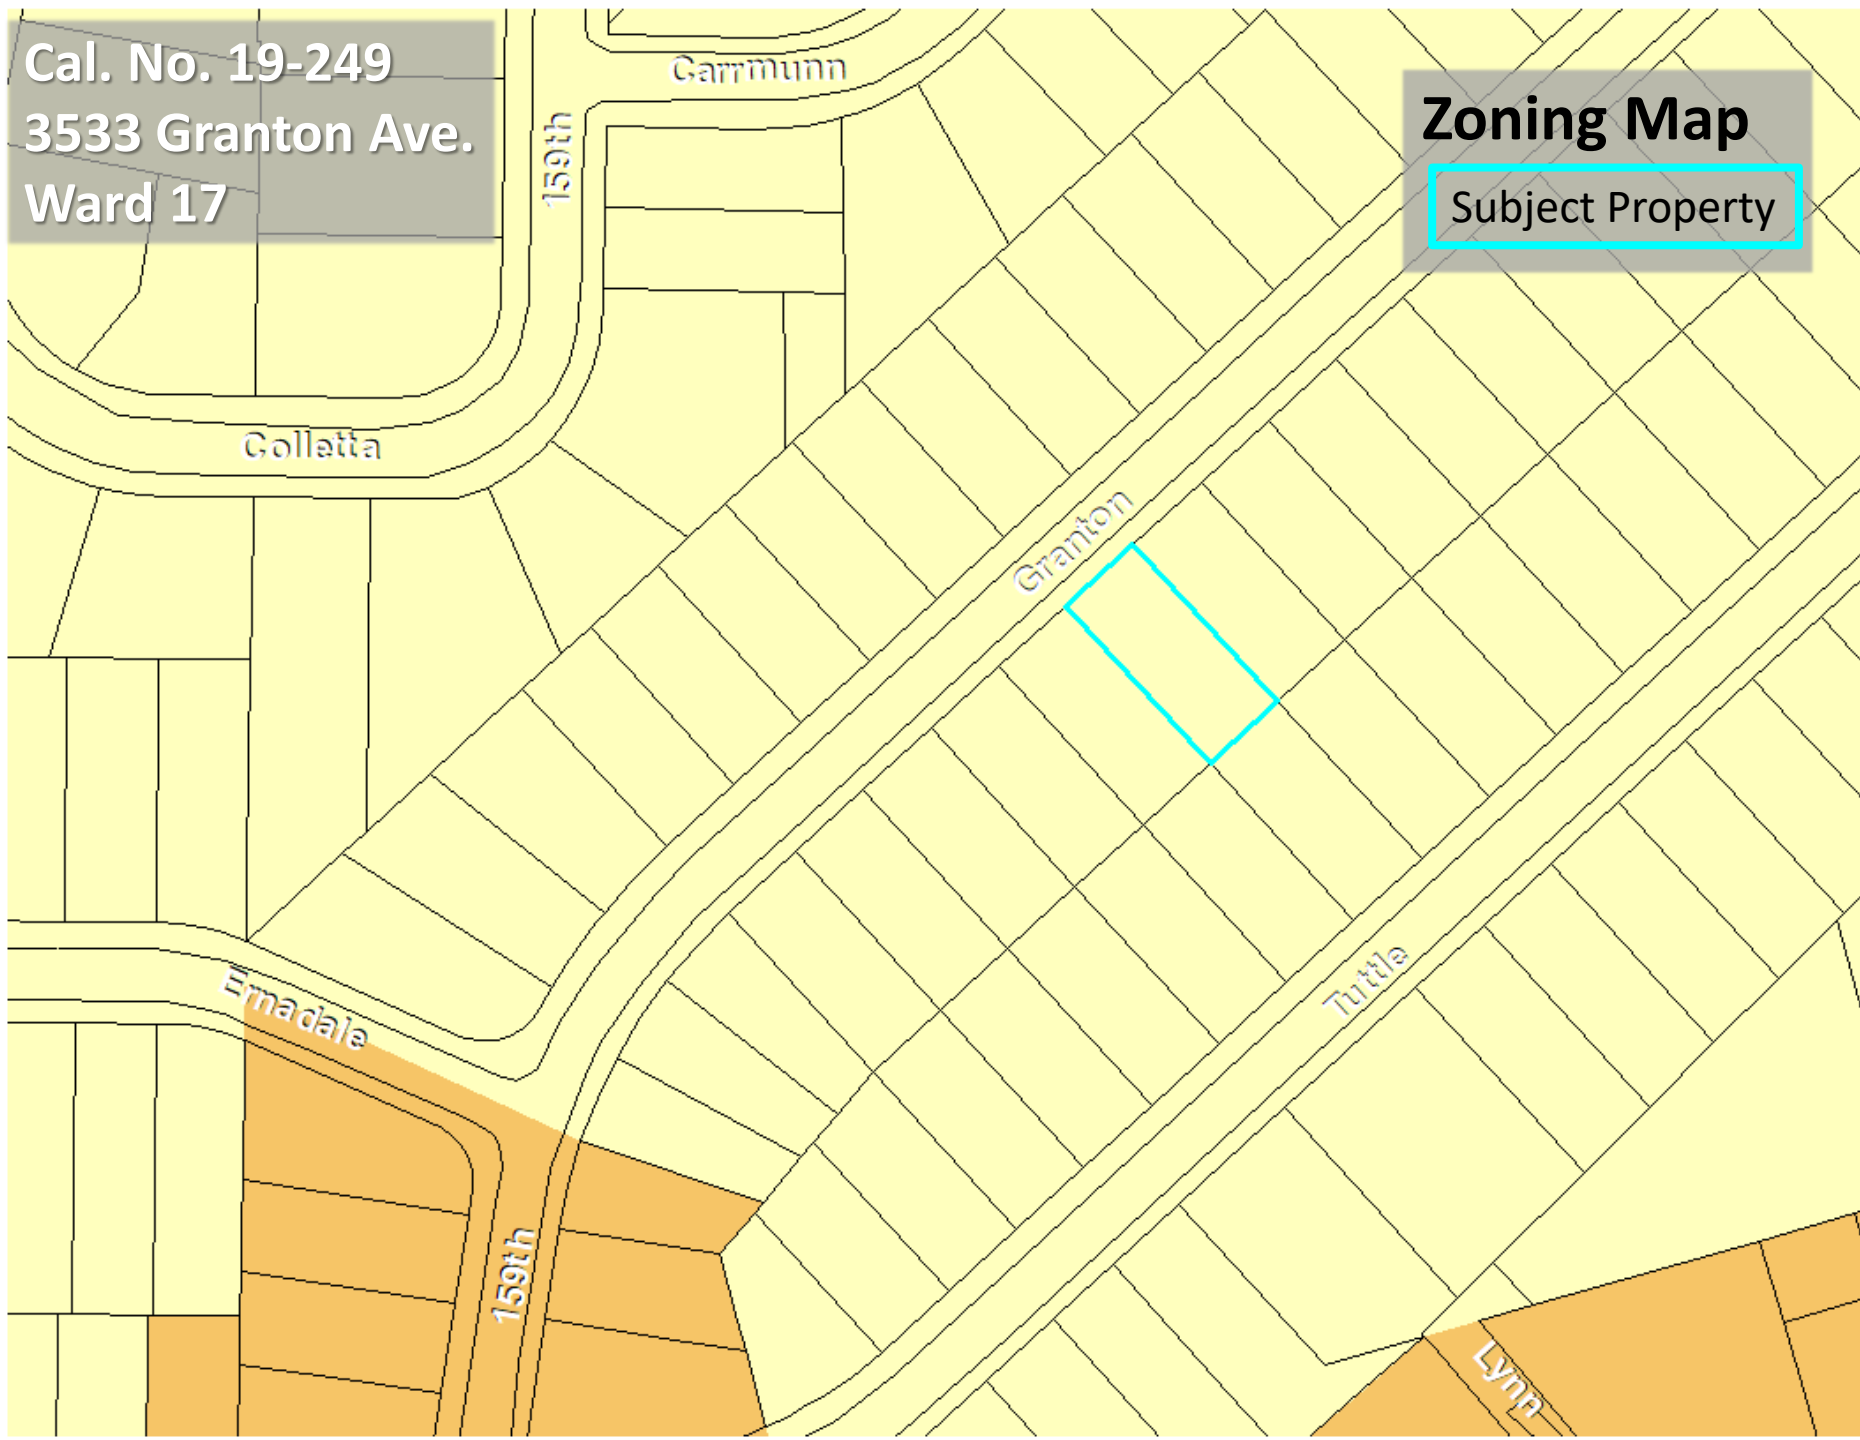 Cal. No. 19-249
3533 Granton Ave.
Ward 17
Zoning Map
Subject Property
Carrmunn
159th
Colletta
Granton
Ernadale
Tuttle
159th
Lynn